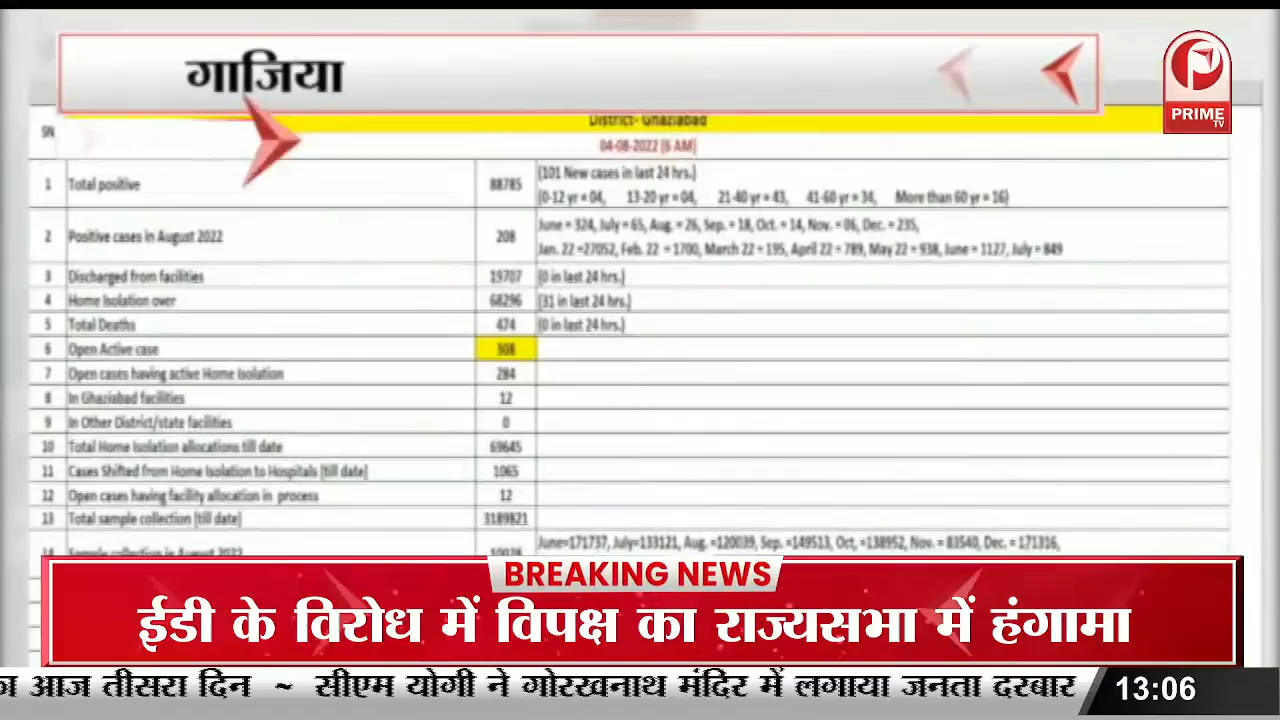 गाजिया
PRIME
TV
SN
District- Ghaziabad
04-08-2022 (6 AM)
1 Total positive 88785 (101 New cases in last 24 hrs.)
(0-12 yr = 04, 13-20 yr = 04, 21-40 yr = 43, 41-60 yr = 34, More than 60 yr = 16)
2 Positive cases in August 2022 208 June = 324, July = 65, Aug. = 26, Sep. = 18, Oct. = 14, Nov. = 06, Dec. = 235,
Jan. 22 =27052, Feb. 22 = 1700, March 22 = 195, April 22 = 789, May 22 = 938, June = 1127, July = 849
3 Discharged from facilities 19707 (0 in last 24 hrs.)
4 Home Isolation over 68296 (31 in last 24 hrs.)
5 Total Deaths 474 (0 in last 24 hrs.)
6 Open Active case 308
7 Open cases having active Home Isolation 284
8 In Ghaziabad facilities 12
9 In Other District/state facilities 0
10 Total Home Isolation allocations till date 69645
11 Cases Shifted from Home Isolation to Hospitals (till date) 1065
12 Open cases having facility allocation in process 12
13 Total sample collection (till date) 3189821
14 Sample collection in August 2022 June=171737, July=133121, Aug. =120039, Sep. =149513, Oct, =138952, Nov. = 83540, Dec. = 171316,
BREAKING NEWS
ईडी के विरोध में विपक्ष का राज्यसभा में हंगामा
आज तीसरा दिन ~ सीएम योगी ने गोरखनाथ मंदिर में लगाया जनता दरबार
13:06